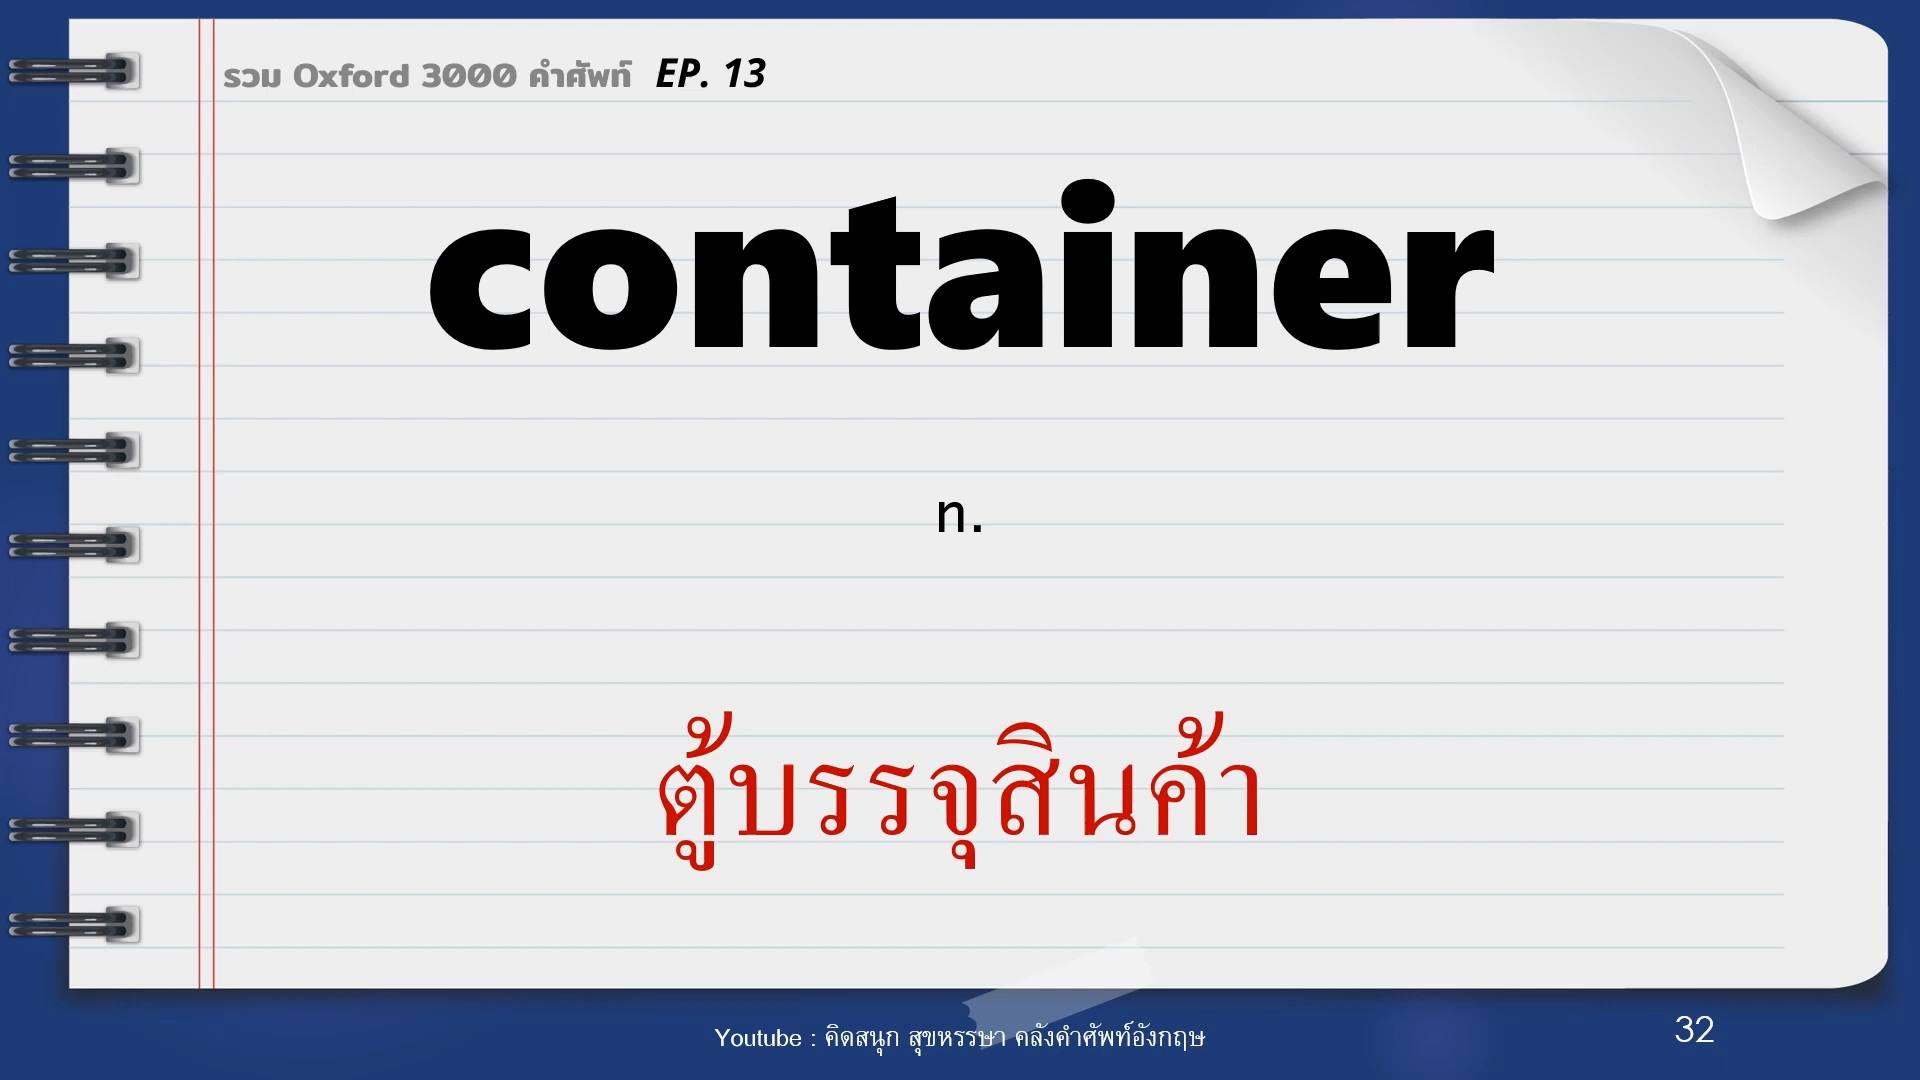 รวม Oxford 3000 คำศัพท์ EP. 13
container
n.
ตู้บรรจุสินค้า
Youtube : คิดสนุก สุขหรรษา คลังคำศัพท์อังกฤษ
32